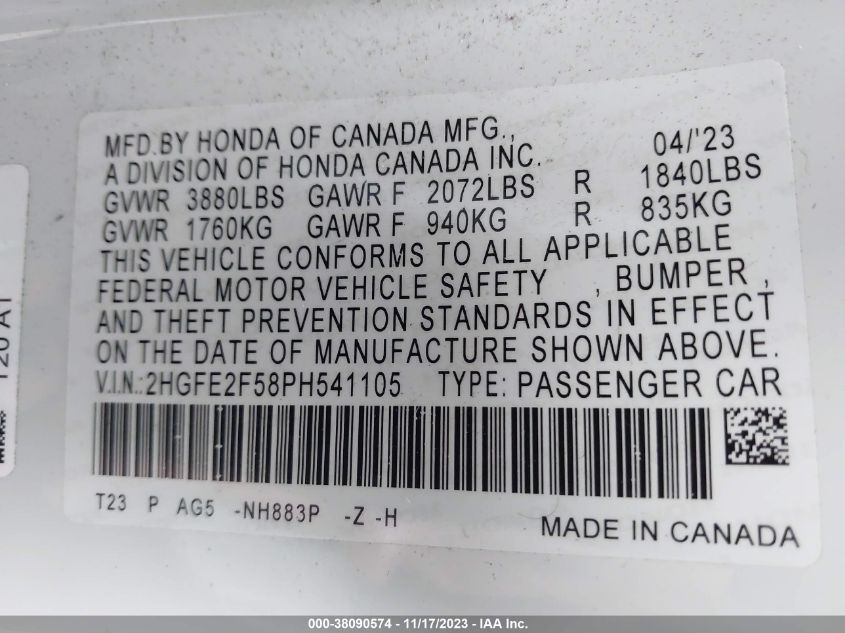 MFD.BY HONDA OF CANADA MFG., 04/'23
A DIVISION OF HONDA CANADA INC.
GVWR 3880LBS GAWR F 2072LBS R 1840LBS
GVWR 1760KG GAWR F 940KG R 835KG
THIS VEHICLE CONFORMS TO ALL APPLICABLE
FEDERAL MOTOR VEHICLE SAFETY , BUMPER ,
AND THEFT PREVENTION STANDARDS IN EFFECT
ON THE DATE OF MANUFACTURE SHOWN ABOVE.
V.I.N.:2HGFE2F58PH541105 TYPE: PASSENGER CAR
T23 P AG5 -NH883P -Z -H
MADE IN CANADA
000-38090574 - 11/17/2023 - IAA Inc.